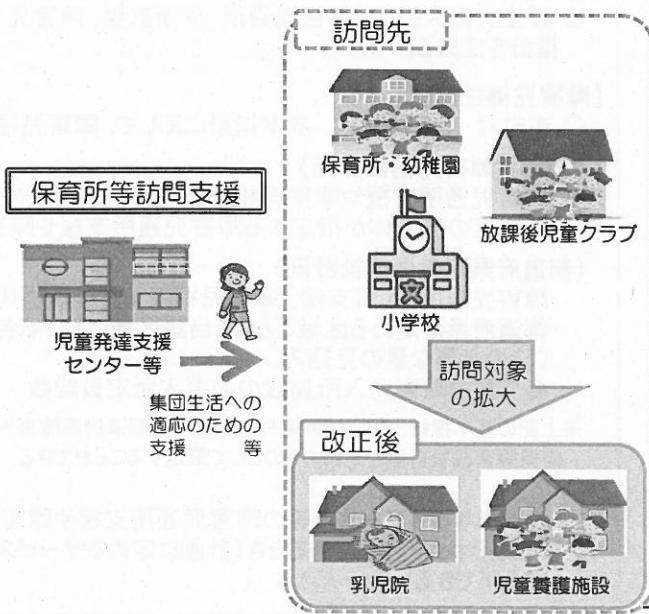 訪問先
保育所・幼稚園
放課後児童クラブ
小学校
文
保育所等訪問支援
児童発達支援
センター等
集団生活への
適応のための
支援　等
訪問対象
の拡大
改正後
乳児院
児童養護施設